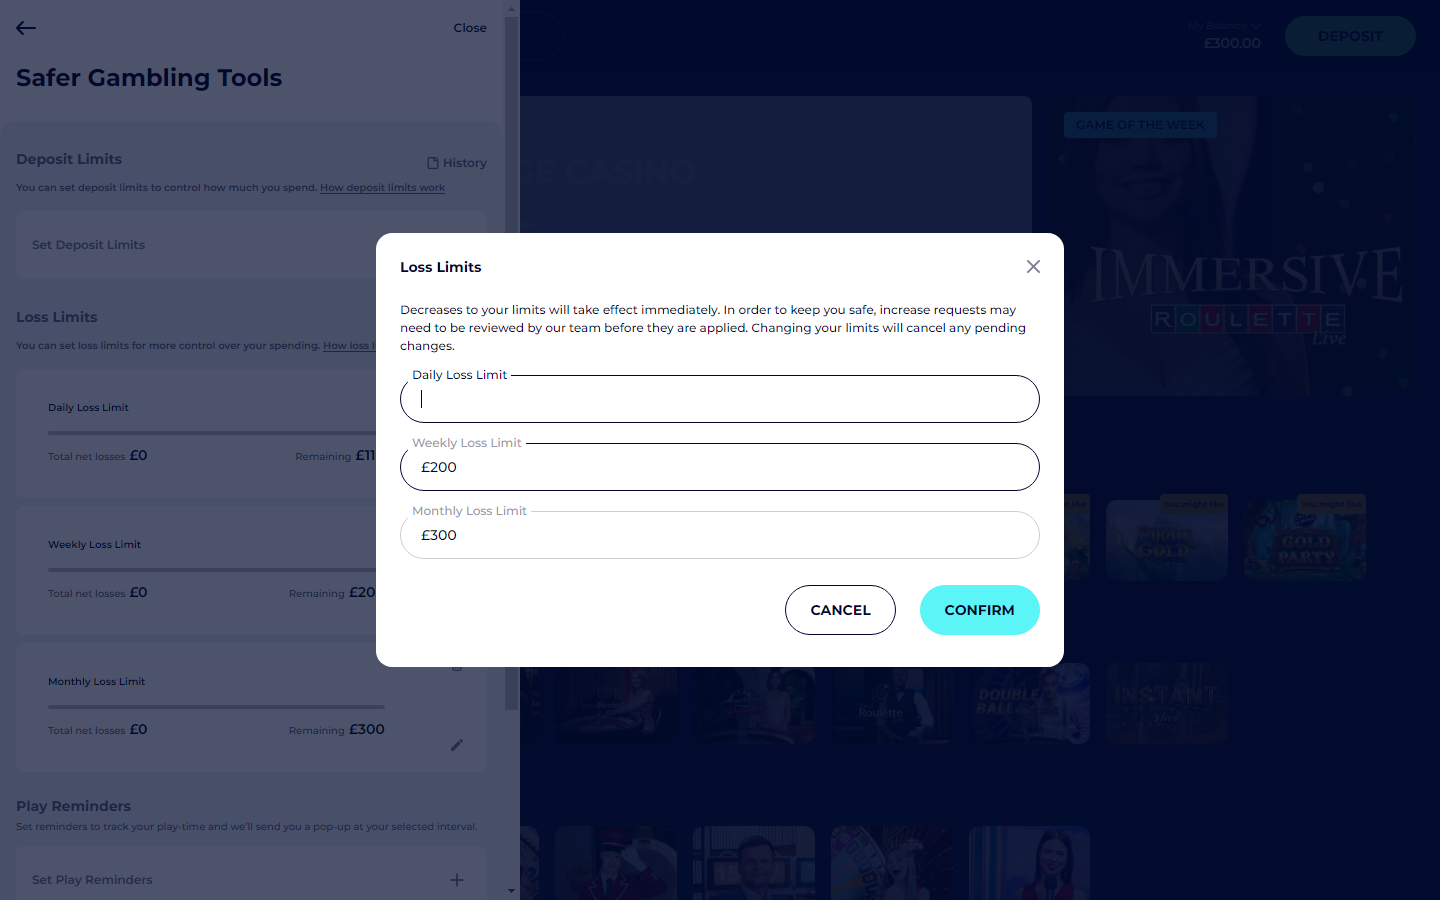 Close
Safer Gambling Tools
Deposit Limits
History
You can set deposit limits to control how much you spend. How deposit limits work
Set Deposit Limits
Loss Limits
You can set loss limits for more control over your spending. How loss l
Daily Loss Limit
Total net losses £0
Remaining £11
Weekly Loss Limit
Total net losses £0
Remaining £20
Monthly Loss Limit
Total net losses £0
Remaining £300
Play Reminders
Set reminders to track your play-time and we'll send you a pop-up at your selected interval.
Set Play Reminders
My Balance
£300.00
DEPOSIT
GE CASINO
GAME OF THE WEEK
IMMERSIVE
ROULETTE
Live
Loss Limits
Decreases to your limits will take effect immediately. In order to keep you safe, increase requests may
need to be reviewed by our team before they are applied. Changing your limits will cancel any pending
changes.
Daily Loss Limit
Weekly Loss Limit
£200
Monthly Loss Limit
£300
CANCEL
CONFIRM
like
You might like
You might like
PIRATE
GOLD
GOLD
PARTY
Roulette
Roulette
DOUBLE
BALL
INSTANT